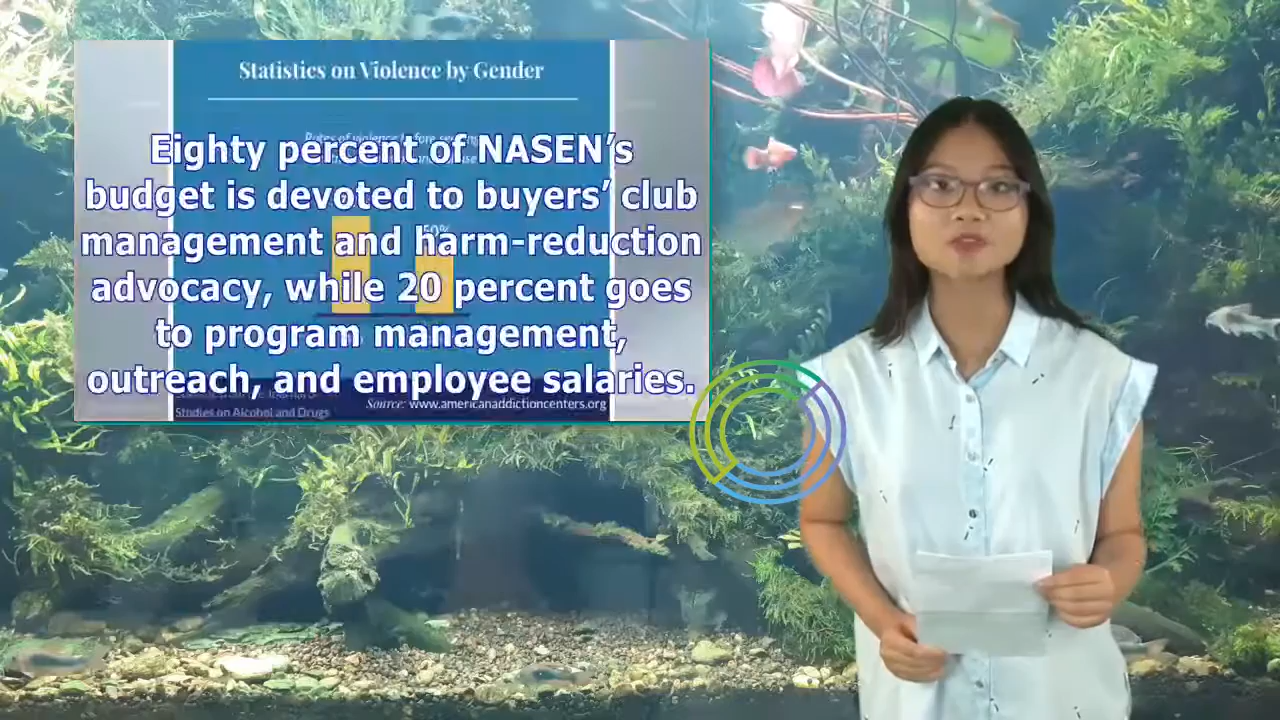 Statistics on Violence by Gender
Eighty percent of NASEN’s
budget is devoted to buyers’ club
management and harm-reduction
advocacy, while 20 percent goes
to program management,
outreach, and employee salaries.
50%
Studies on Alcohol and Drugs
Source: www.americanaddictioncenters.org